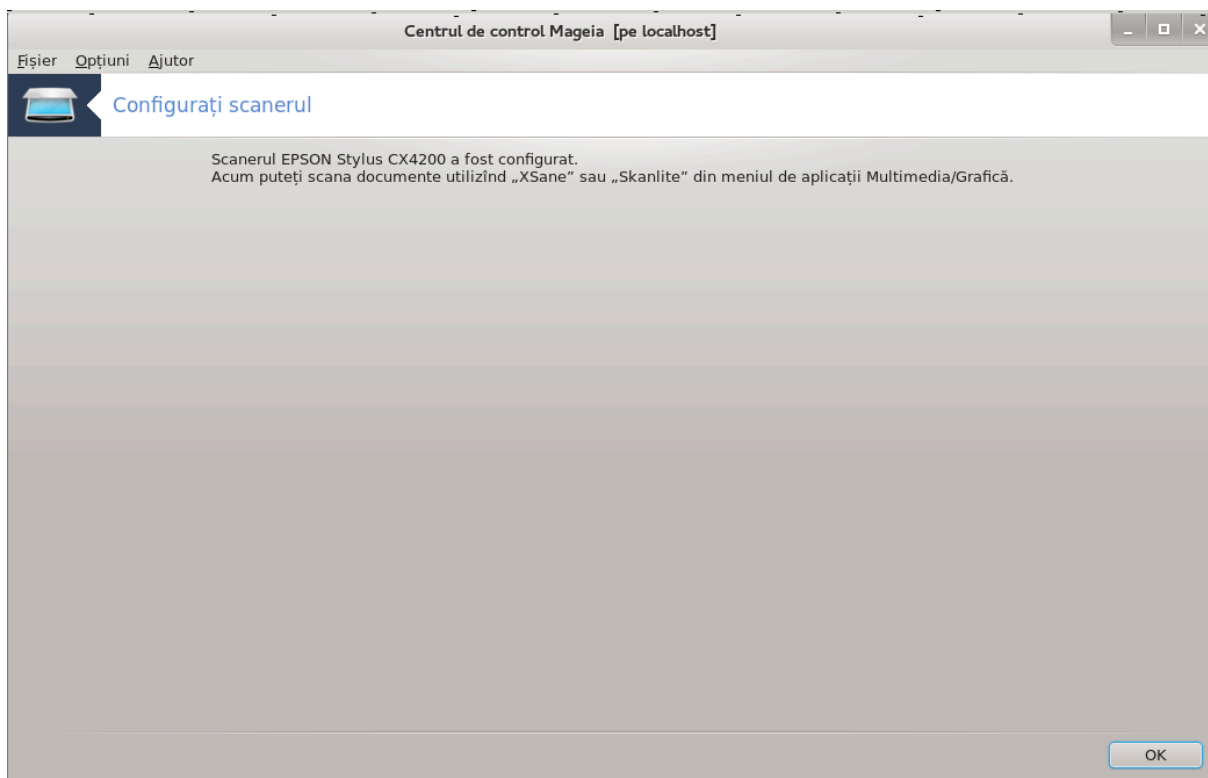 Centrul de control Mageia [pe localhost]
Fișier Opțiuni Ajutor
Configurați scanerul
Scanerul EPSON Stylus CX4200 a fost configurat.
Acum puteți scana documente utilizînd „XSane” sau „Skanlite” din meniul de aplicații Multimedia/Grafică.
OK